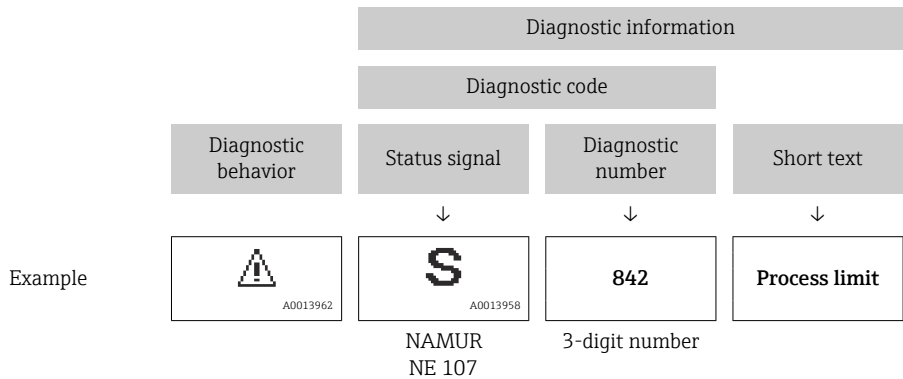 Diagnostic information
Diagnostic code
Diagnostic
behavior
Status signal
Diagnostic
number
Short text
↓
↓
↓
Example
⚠
A0013962
S
A0013958
842
Process limit
NAMUR
NE 107
3-digit number